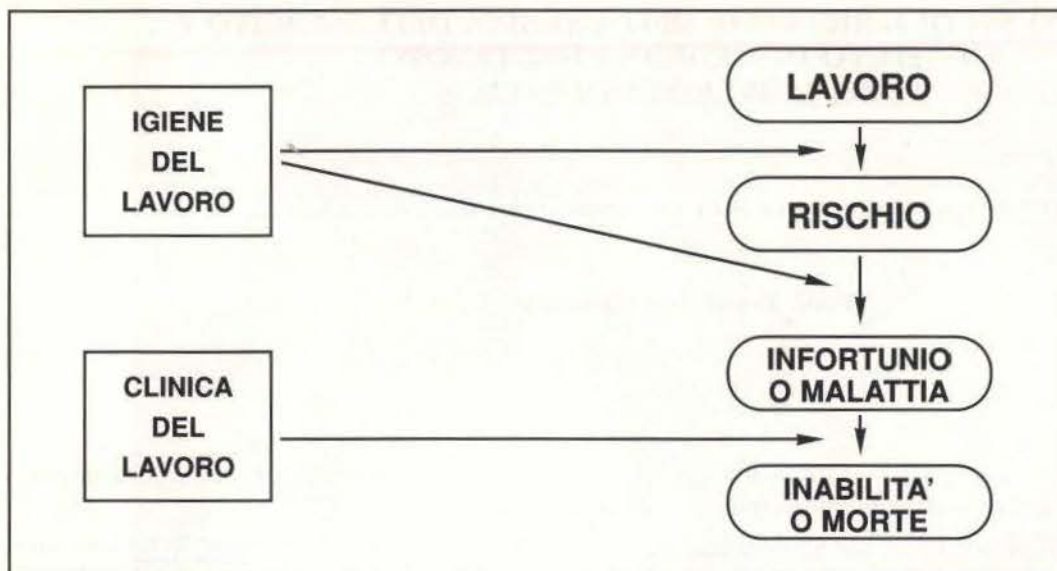 IGIENE
DEL
LAVORO
LAVORO
RISCHIO
CLINICA
DEL
LAVORO
INFORTUNIO
O MALATTIA
INABILITA'
O MORTE